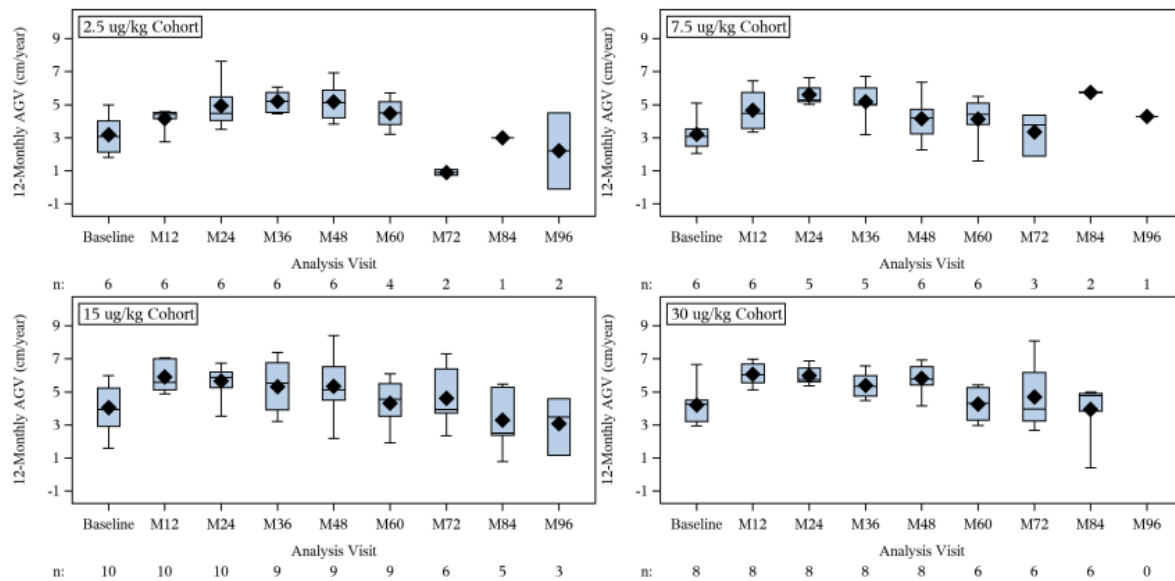 2.5 ug/kg Cohort
12-Monthly AGV (cm/year)
9
7
5
3
1
-1
Baseline M12 M24 M36 M48 M60 M72 M84 M96
Analysis Visit
n: 6 6 6 6 6 4 2 1 2
7.5 ug/kg Cohort
12-Monthly AGV (cm/year)
9
7
5
3
1
-1
Baseline M12 M24 M36 M48 M60 M72 M84 M96
Analysis Visit
n: 6 6 5 5 6 6 3 2 1
15 ug/kg Cohort
12-Monthly AGV (cm/year)
9
7
5
3
1
-1
Baseline M12 M24 M36 M48 M60 M72 M84 M96
Analysis Visit
n: 10 10 10 9 9 9 6 5 3
30 ug/kg Cohort
12-Monthly AGV (cm/year)
9
7
5
3
1
-1
Baseline M12 M24 M36 M48 M60 M72 M84 M96
Analysis Visit
n: 8 8 8 8 8 6 6 6 0